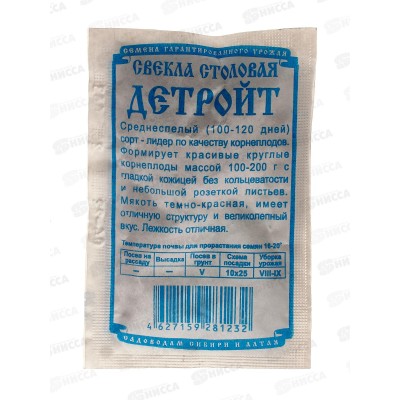 СЕМЕНА ГАРАНТИРОВАННОГО УРОЖАЯ
СВЕКЛА СТОЛОВАЯ
ДЕТРОЙТ
Среднеспелый (100-120 дней)
сорт - лидер по качеству корнеплодов.
Формирует красивые круглые
корнеплоды массой 100-200 г с
гладкой кожицей без кольцеватости
и небольшой розеткой листьев.
Мякоть темно-красная, имеет
отличную структуру и великолепный
вкус. Лежкость отличная.
Температура почвы для прорастания семян 18-20°
Посев на рассаду Высадка Посев в грунт Схема посадки Уборка урожая
— — V 10х25 VIII-IX
4 627159 281232
САДОВОДАМ СИБИРИ И АЛТАЯ
НИССА